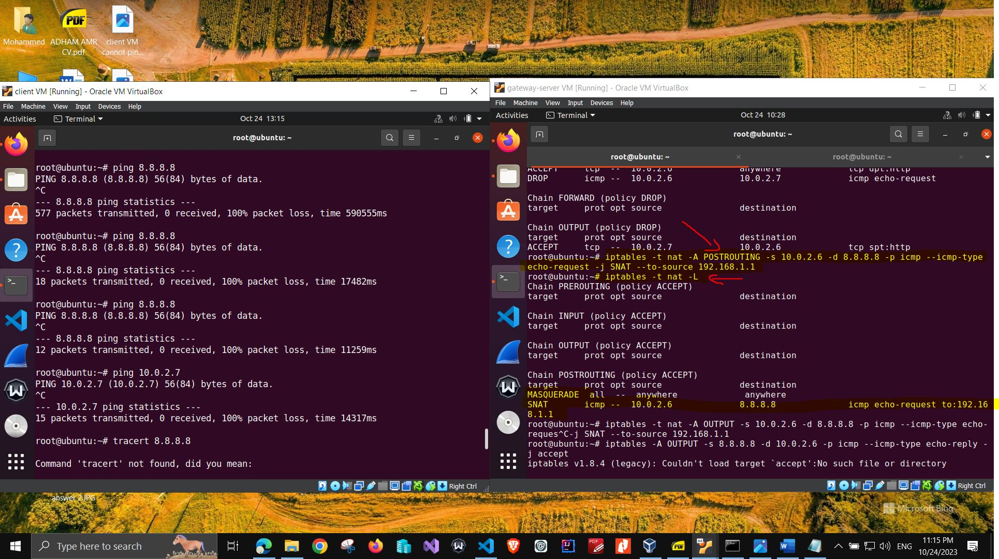 Mohammed
ADHAM AMR
CV.pdf
client VM
cannot pin...
PDF
client VM [Running] - Oracle VM VirtualBox
File Machine View Input Devices Help
Activities
Terminal
Oct 24 13:15
root@ubuntu: ~
root@ubuntu:~# ping 8.8.8.8
PING 8.8.8.8 (8.8.8.8) 56(84) bytes of data.
^C
--- 8.8.8.8 ping statistics ---
577 packets transmitted, 0 received, 100% packet loss, time 590555ms
root@ubuntu:~# ping 8.8.8.8
PING 8.8.8.8 (8.8.8.8) 56(84) bytes of data.
^C
--- 8.8.8.8 ping statistics ---
18 packets transmitted, 0 received, 100% packet loss, time 17482ms
root@ubuntu:~# ping 8.8.8.8
PING 8.8.8.8 (8.8.8.8) 56(84) bytes of data.
^C
--- 8.8.8.8 ping statistics ---
12 packets transmitted, 0 received, 100% packet loss, time 11259ms
root@ubuntu:~# ping 10.0.2.7
PING 10.0.2.7 (10.0.2.7) 56(84) bytes of data.
^C
--- 10.0.2.7 ping statistics ---
15 packets transmitted, 0 received, 100% packet loss, time 14317ms
root@ubuntu:~# tracert 8.8.8.8
Command 'tracert' not found, did you mean:
Right Ctrl
gateway-server VM [Running] - Oracle VM VirtualBox
File Machine View Input Devices Help
Activities
Terminal
Oct 24 10:28
root@ubuntu: ~
root@ubuntu: ~
root@ubuntu: ~
ACCEPT tcp -- 10.0.2.6 anywhere tcp dpt:http
DROP icmp -- 10.0.2.6 10.0.2.7 icmp echo-request
Chain FORWARD (policy DROP)
target prot opt source destination
Chain OUTPUT (policy DROP)
target prot opt source destination
ACCEPT tcp -- 10.0.2.7 10.0.2.6 tcp spt:http
root@ubuntu:~# iptables -t nat -A POSTROUTING -s 10.0.2.6 -d 8.8.8.8 -p icmp --icmp-type
echo-request -j SNAT --to-source 192.168.1.1
root@ubuntu:~# iptables -t nat -L
Chain PREROUTING (policy ACCEPT)
target prot opt source destination
Chain INPUT (policy ACCEPT)
target prot opt source destination
Chain OUTPUT (policy ACCEPT)
target prot opt source destination
Chain POSTROUTING (policy ACCEPT)
target prot opt source destination
MASQUERADE all -- anywhere anywhere
SNAT icmp -- 10.0.2.6 8.8.8.8 icmp echo-request to:192.16
8.1.1
root@ubuntu:~# iptables -t nat -A OUTPUT -s 10.0.2.6 -d 8.8.8.8 -p icmp --icmp-type echo-
reques^C-j SNAT --to-source 192.168.1.1
root@ubuntu:~# iptables -A OUTPUT -s 8.8.8.8 -d 10.0.2.6 -p icmp --icmp-type echo-reply -
j accept
iptables v1.8.4 (legacy): Couldn't load target `accept':No such file or directory
Right Ctrl
answer 2.JPG
Microsoft Bing
Type here to search
ENG
11:15 PM
10/24/2023